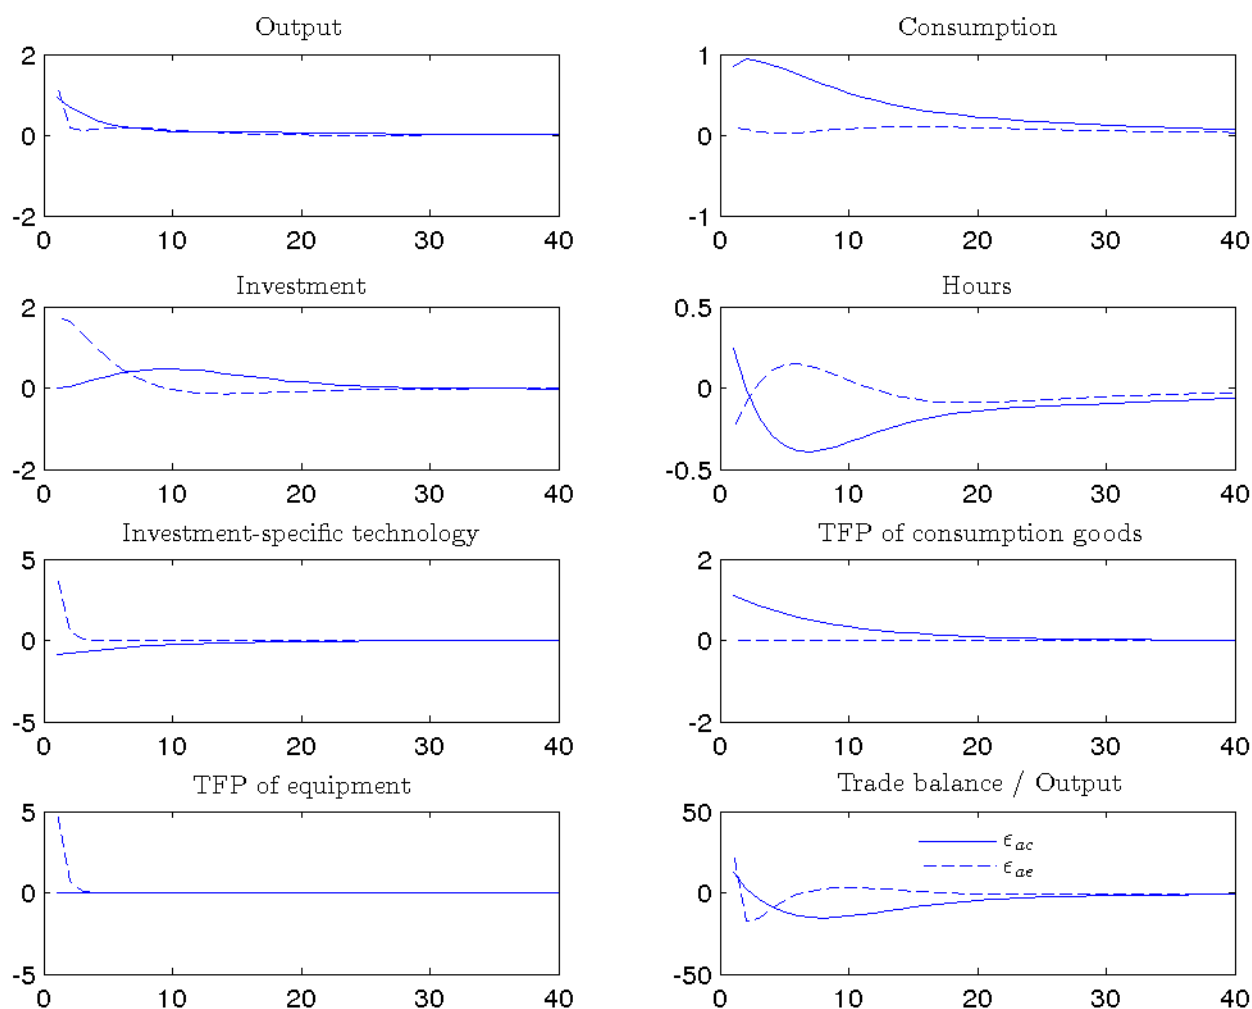 Output
2
0
-2
0 10 20 30 40
Consumption
1
0
-1
0 10 20 30 40
Investment
2
0
-2
0 10 20 30 40
Hours
0.5
0
-0.5
0 10 20 30 40
Investment-specific technology
5
0
-5
0 10 20 30 40
TFP of consumption goods
2
0
-2
0 10 20 30 40
TFP of equipment
5
0
-5
0 10 20 30 40
Trade balance / Output
50
0
-50
0 10 20 30 40
ϵ_ac
ϵ_ae